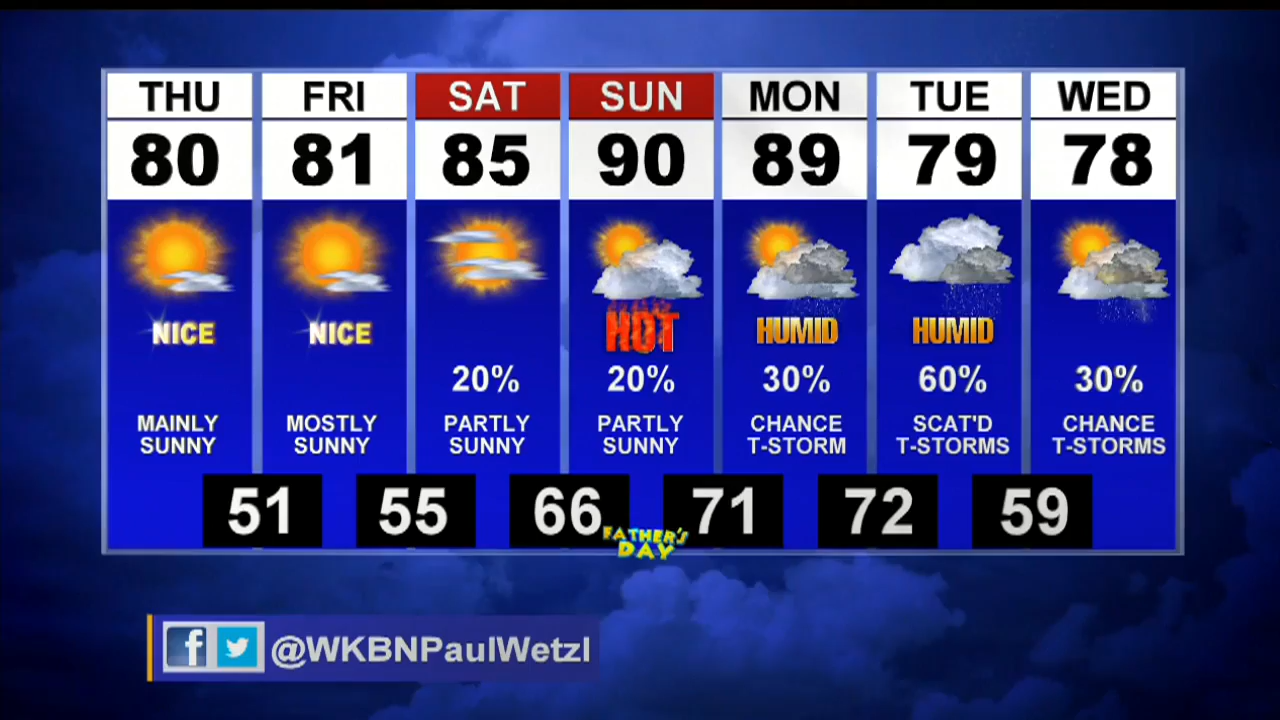 THU FRI SAT SUN MON TUE WED
80 81 85 90 89 79 78
NICE NICE HOT HUMID HUMID
20% 20% 30% 60% 30%
MAINLY MOSTLY PARTLY PARTLY CHANCE SCAT'D CHANCE
SUNNY SUNNY SUNNY SUNNY T-STORM T-STORMS T-STORMS
51 55 66 71 72 59
FATHER'S
DAY
f @WKBNPaulWetzl